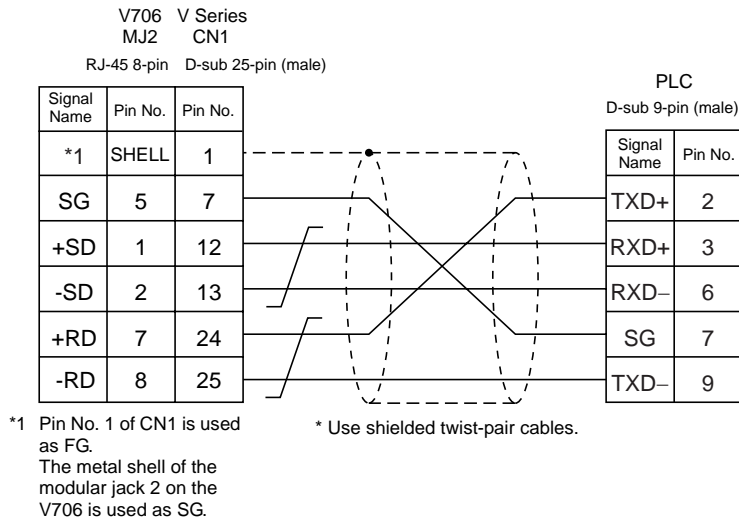 V706 V Series
MJ2 CN1
RJ-45 8-pin D-sub 25-pin (male)
PLC
D-sub 9-pin (male)
Signal Name Pin No. Pin No.
*1 SHELL 1
SG 5 7
+SD 1 12
-SD 2 13
+RD 7 24
-RD 8 25
Signal Name Pin No.
TXD+ 2
RXD+ 3
RXD− 6
SG 7
TXD− 9
*1 Pin No. 1 of CN1 is used
as FG.
The metal shell of the
modular jack 2 on the
V706 is used as SG.
* Use shielded twist-pair cables.